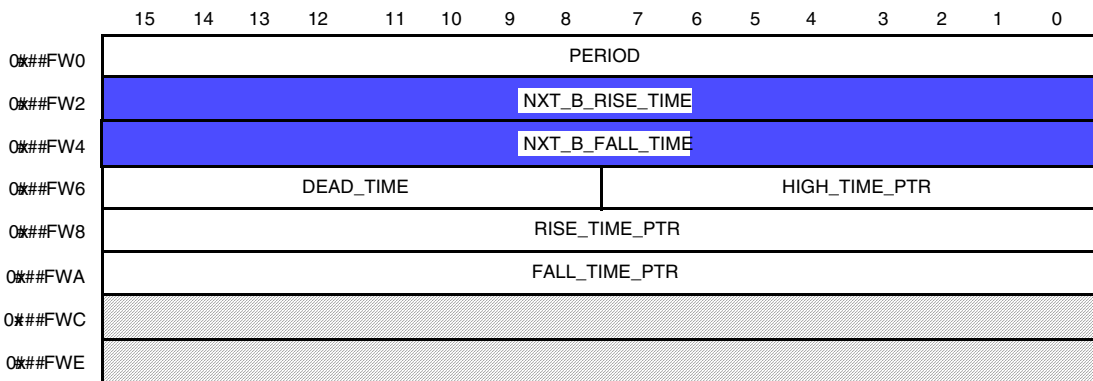 15 14 13 12 11 10 9 8 7 6 5 4 3 2 1 0
0x###FW0 PERIOD
0x###FW2 NXT_B_RISE_TIME
0x###FW4 NXT_B_FALL_TIME
0x###FW6 DEAD_TIME HIGH_TIME_PTR
0x###FW8 RISE_TIME_PTR
0x###FWA FALL_TIME_PTR
0x###FWC
0x###FWE